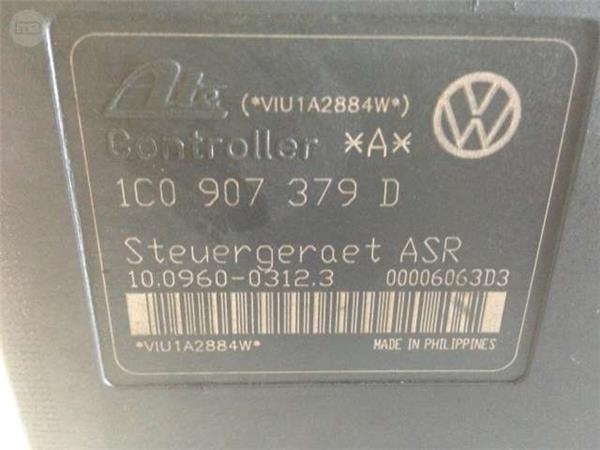 Ate (*VIU1A2884W*)
Controller *A*
1C0 907 379 D
Steuergeraet ASR
10.0960-0312.3 00006063D3
*VIU1A2884W* MADE IN PHILIPPINES